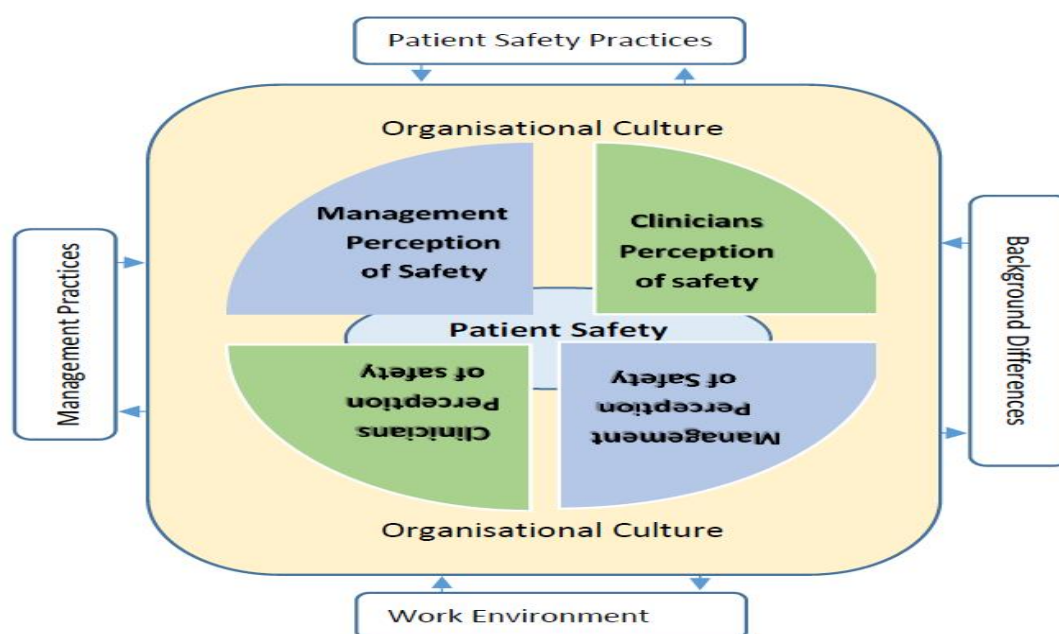 Patient Safety Practices
Organisational Culture
Management
Perception
of Safety
Clinicians
Perception
of safety
Management Practices
Background Differences
Patient Safety
Clinicians
Perception
of safety
Management
Perception
of Safety
Organisational Culture
Work Environment